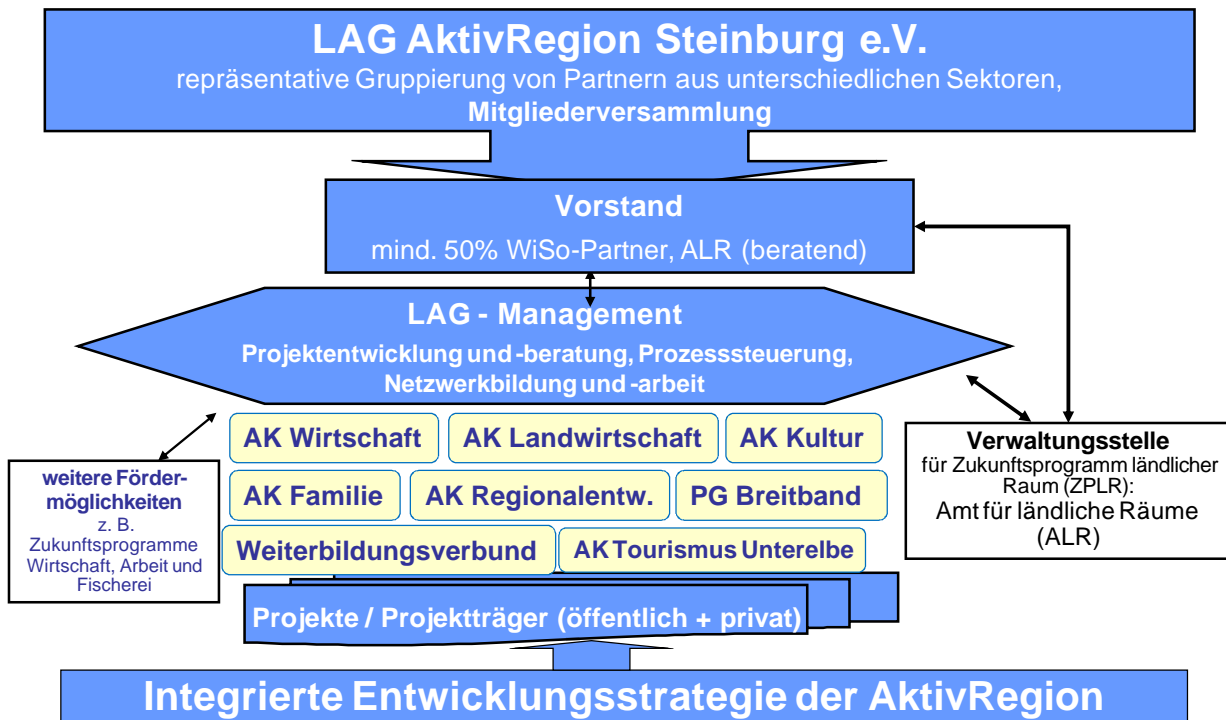 LAG AktivRegion Steinburg e.V.
repräsentative Gruppierung von Partnern aus unterschiedlichen Sektoren,
Mitgliederversammlung
Vorstand
mind. 50% WiSo-Partner, ALR (beratend)
LAG - Management
Projektentwicklung und -beratung, Prozesssteuerung,
Netzwerkbildung und -arbeit
AK Wirtschaft
AK Landwirtschaft
AK Kultur
AK Familie
AK Regionalentw.
PG Breitband
Weiterbildungsverbund
AK Tourismus Unterelbe
weitere Förder-
möglichkeiten
z. B.
Zukunftsprogramme
Wirtschaft, Arbeit und
Fischerei
Verwaltungsstelle
für Zukunftsprogramm ländlicher
Raum (ZPLR):
Amt für ländliche Räume
(ALR)
Projekte / Projektträger (öffentlich + privat)
Integrierte Entwicklungsstrategie der AktivRegion